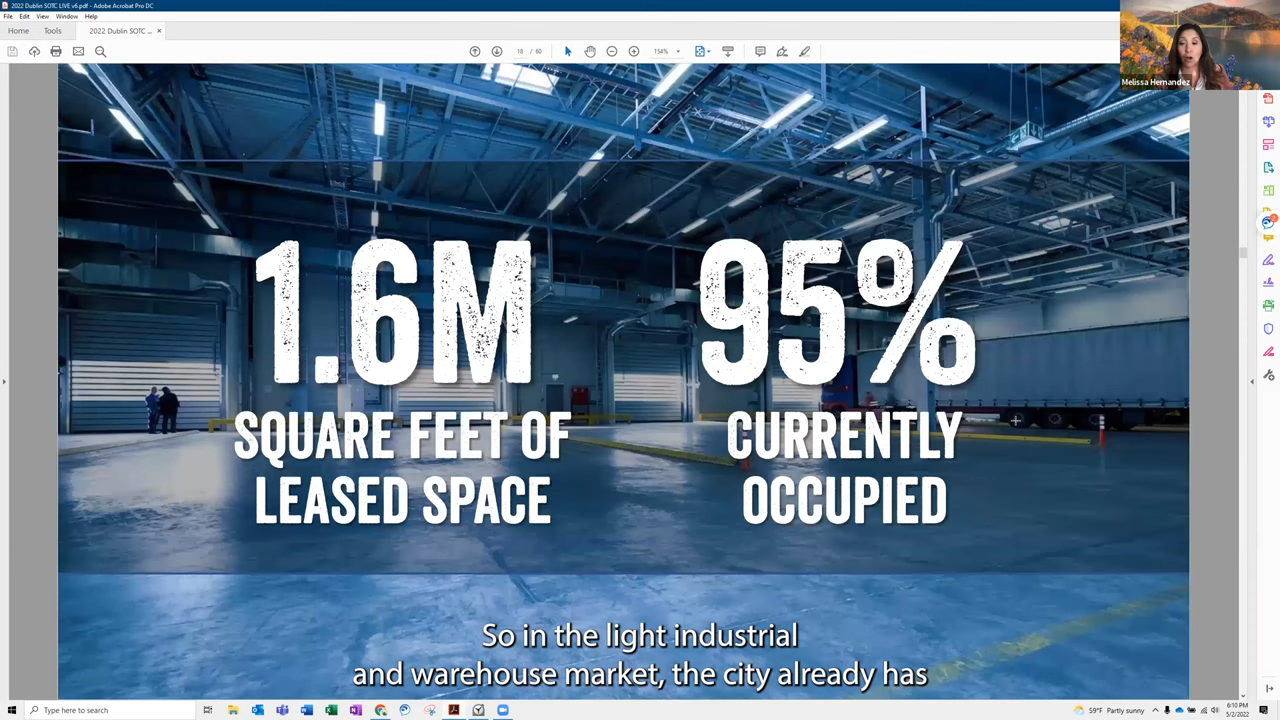 2022 Dublin SOTC LIVE v6.pdf - Adobe Acrobat Pro DC
File Edit View Window Help
Home Tools 2022 Dublin SOTC ... ×
18 / 60 154%
Melissa Hernandez
1.6M
SQUARE FEET OF
LEASED SPACE
95%
CURRENTLY
OCCUPIED
So in the light industrial
and warehouse market, the city already has
Type here to search
59°F Partly sunny
6:10 PM
5/2/2022